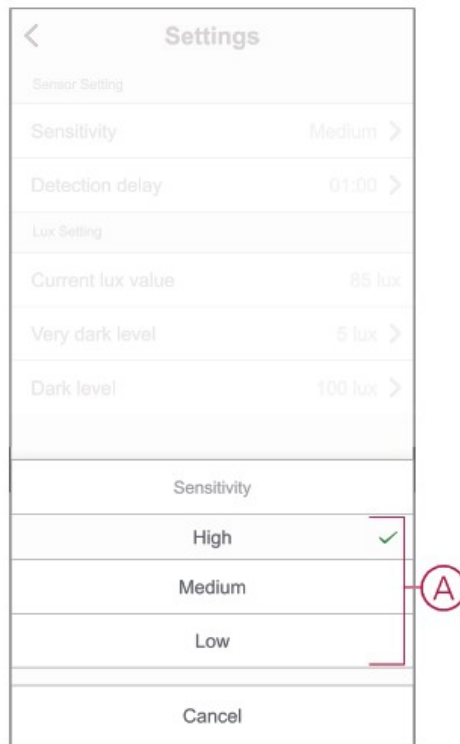 Settings
Sensor Setting
Sensitivity Medium
Detection delay 01:00
Lux Setting
Current lux value 85 lux
Very dark level 5 lux
Dark level 100 lux
Sensitivity
High
Medium
Low
Cancel
A